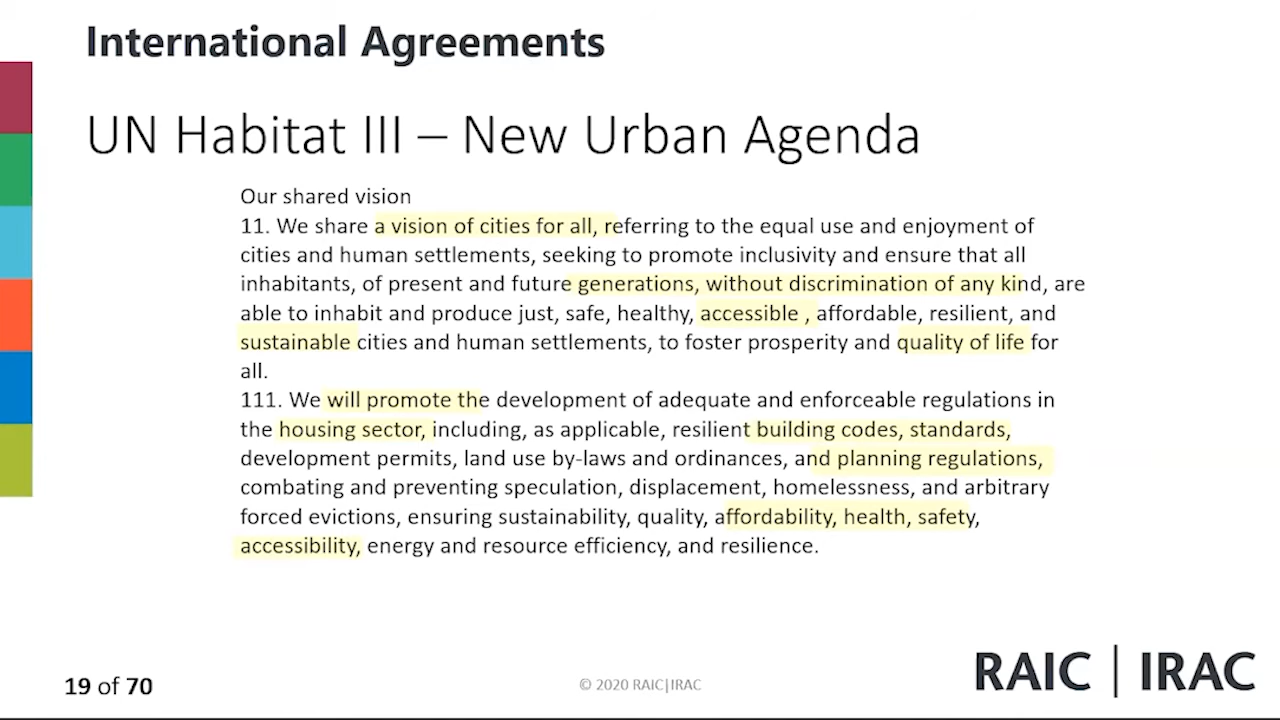 International Agreements
UN Habitat III – New Urban Agenda
Our shared vision
11. We share a vision of cities for all, referring to the equal use and enjoyment of
cities and human settlements, seeking to promote inclusivity and ensure that all
inhabitants, of present and future generations, without discrimination of any kind, are
able to inhabit and produce just, safe, healthy, accessible , affordable, resilient, and
sustainable cities and human settlements, to foster prosperity and quality of life for
all.
111. We will promote the development of adequate and enforceable regulations in
the housing sector, including, as applicable, resilient building codes, standards,
development permits, land use by-laws and ordinances, and planning regulations,
combating and preventing speculation, displacement, homelessness, and arbitrary
forced evictions, ensuring sustainability, quality, affordability, health, safety,
accessibility, energy and resource efficiency, and resilience.
19 of 70
© 2020 RAIC|IRAC
RAIC | IRAC